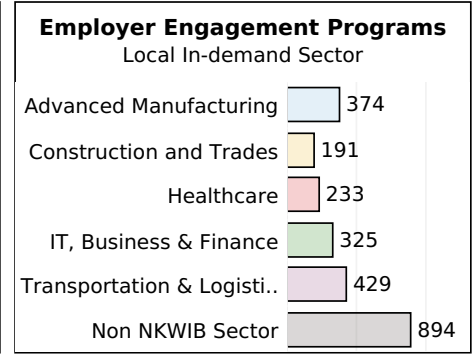 Employer Engagement Programs
Local In-demand Sector
Advanced Manufacturing 374
Construction and Trades 191
Healthcare 233
IT, Business & Finance 325
Transportation & Logisti.. 429
Non NKWIB Sector 894